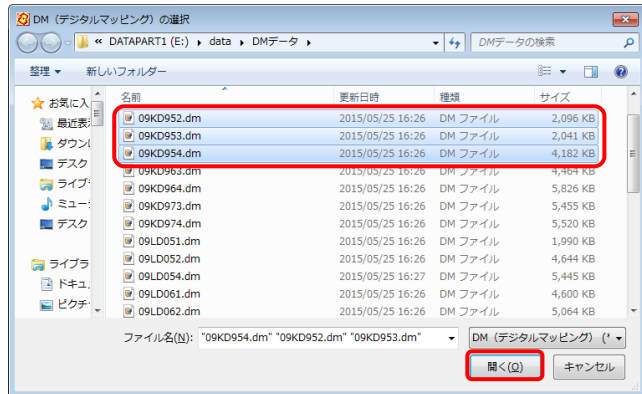 DM（デジタルマッピング）の選択
« DATAPART1 (E:) ▸ data ▸ DMデータ ▸
DMデータの検索
整理 ▼ 新しいフォルダー
名前 更新日時 種類 サイズ
お気に入
最近表
ダウンロ
デスク
ライブ
ミュー
デスク
ライブラ
ドキュ
ピクチ
09KD952.dm 2015/05/25 16:26 DM ファイル 2,096 KB
09KD953.dm 2015/05/25 16:26 DM ファイル 2,041 KB
09KD954.dm 2015/05/25 16:26 DM ファイル 4,182 KB
09KD963.dm 2015/05/25 16:26 DM ファイル 4,464 KB
09KD964.dm 2015/05/25 16:26 DM ファイル 5,826 KB
09KD973.dm 2015/05/25 16:26 DM ファイル 5,455 KB
09KD974.dm 2015/05/25 16:26 DM ファイル 5,520 KB
09LD051.dm 2015/05/25 16:26 DM ファイル 1,990 KB
09LD052.dm 2015/05/25 16:26 DM ファイル 4,644 KB
09LD054.dm 2015/05/25 16:27 DM ファイル 5,445 KB
09LD061.dm 2015/05/25 16:26 DM ファイル 4,600 KB
09LD062.dm 2015/05/25 16:26 DM ファイル 5,064 KB
ファイル名(N): "09KD954.dm" "09KD952.dm" "09KD953.dm"
DM（デジタルマッピング） (*
開く(O) キャンセル